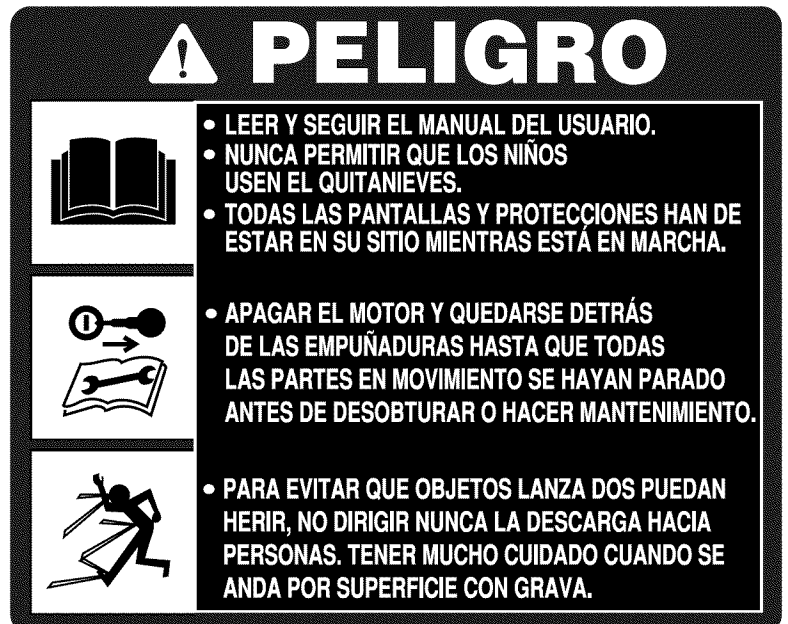 PELIGRO
• LEER Y SEGUIR EL MANUAL DEL USUARIO.
• NUNCA PERMITIR QUE LOS NIÑOS
USEN EL QUITANIEVES.
• TODAS LAS PANTALLAS Y PROTECCIONES HAN DE
ESTAR EN SU SITIO MIENTRAS ESTÁ EN MARCHA.
• APAGAR EL MOTOR Y QUEDARSE DETRÁS
DE LAS EMPUÑADURAS HASTA QUE TODAS
LAS PARTES EN MOVIMIENTO SE HAYAN PARADO
ANTES DE DESOBTURAR O HACER MANTENIMIENTO.
• PARA EVITAR QUE OBJETOS LANZA DOS PUEDAN
HERIR, NO DIRIGIR NUNCA LA DESCARGA HACIA
PERSONAS. TENER MUCHO CUIDADO CUANDO SE
ANDA POR SUPERFICIE CON GRAVA.